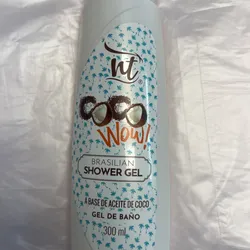 nt
COCO
Wow!
BRASILIAN
SHOWER GEL
A BASE DE ACEITE DE COCO
GEL DE BAÑO
300 ml